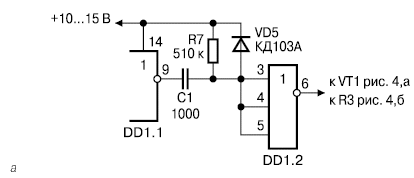 +10...15 В
14
R7
510 к
VD5
КД103А
1
9
C1
1000
DD1.1
3
4
5
1
6
DD1.2
к VT1 рис. 4,а
к R3 рис. 4,б
а